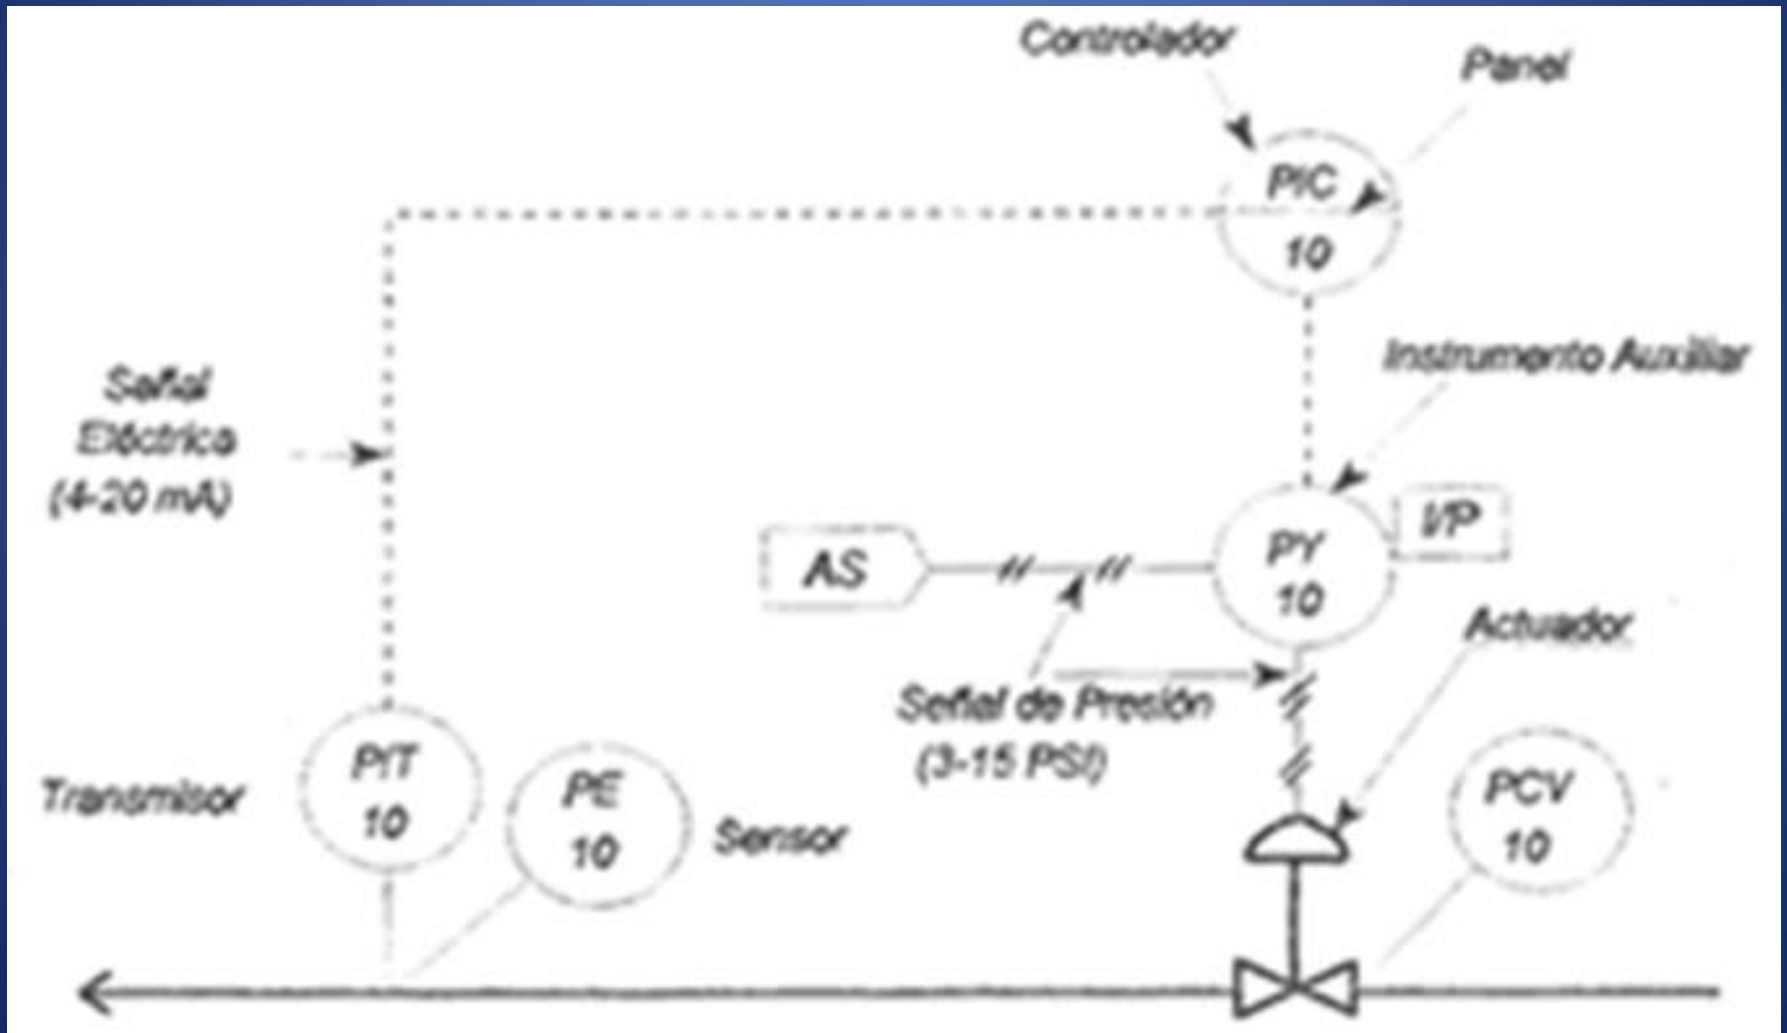 Controlador
Panel
PIC
10
Señal
Eléctrica
(4-20 mA)
Instrumento Auxiliar
AS
PY
10
I/P
Actuador
Señal de Presión
(3-15 PSI)
Transmisor
PIT
10
PE
10
Sensor
PCV
10